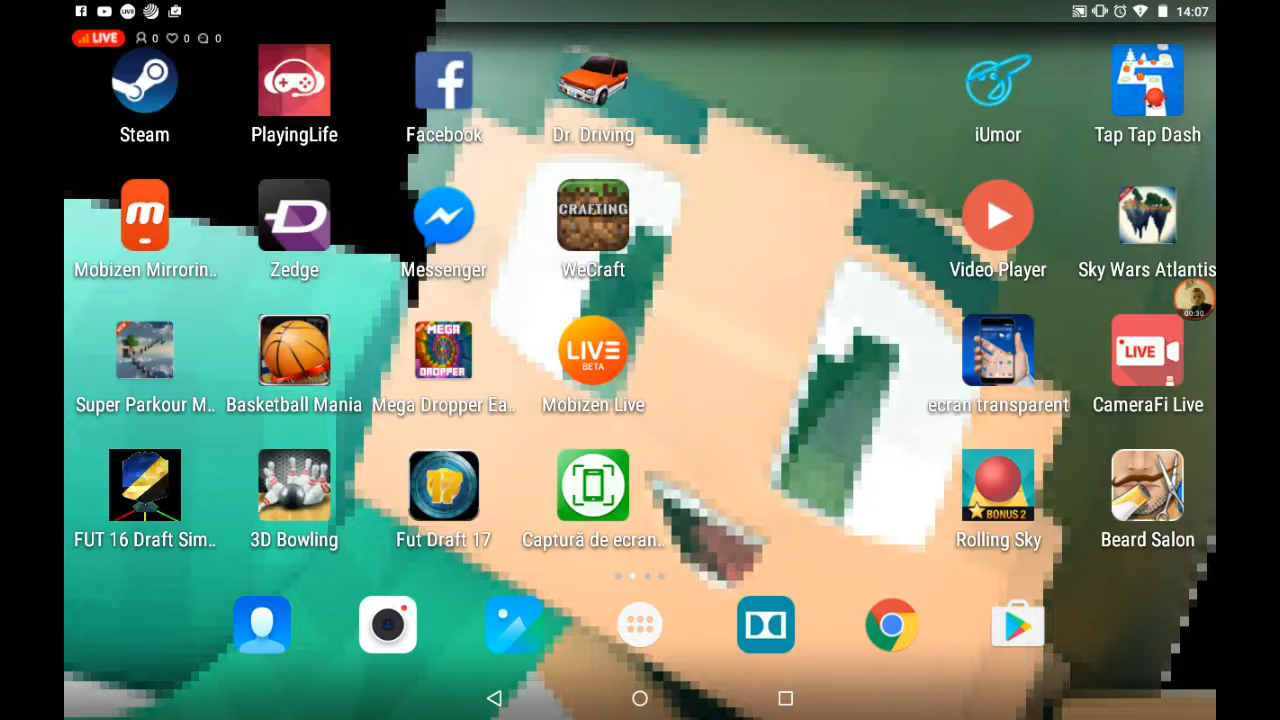 14:07
LIVE 0 0 0
Steam PlayingLife Facebook Dr. Driving iUmor Tap Tap Dash
CRAFTING
Mobizen Mirrorin.. Zedge Messenger WeCraft Video Player Sky Wars Atlantis
00:30
MEGA
DROPPER
LIVE
BETA
LIVE
Super Parkour M.. Basketball Mania Mega Dropper Ea.. Mobizen Live ecran transparent CameraFi Live
17
BONUS 2
FUT 16 Draft Sim.. 3D Bowling Fut Draft 17 Captură de ecran.. Rolling Sky Beard Salon